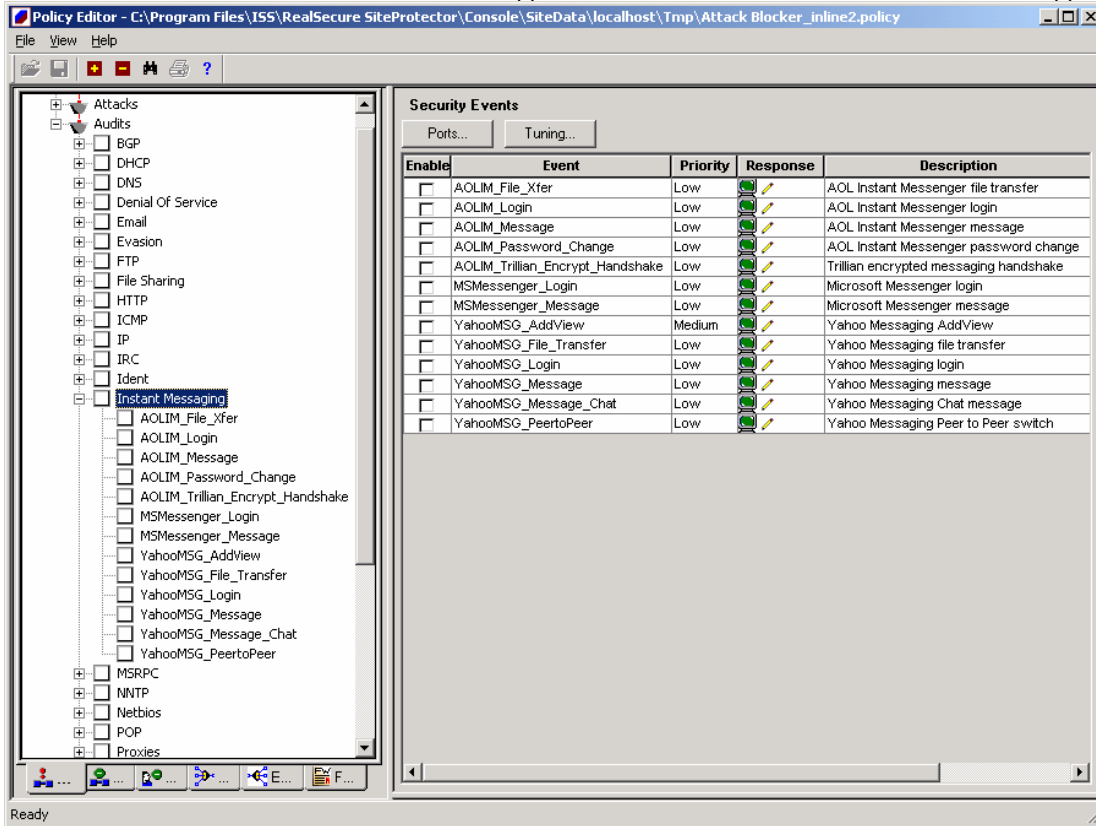 Policy Editor - C:\Program Files\ISS\RealSecure SiteProtector\Console\SiteData\localhost\Tmp\Attack Blocker_inline2.policy
File View Help
Attacks
Audits
BGP
DHCP
DNS
Denial Of Service
Email
Evasion
FTP
File Sharing
HTTP
ICMP
IP
IRC
Ident
Instant Messaging
AOLIM_File_Xfer
AOLIM_Login
AOLIM_Message
AOLIM_Password_Change
AOLIM_Trillian_Encrypt_Handshake
MSMessenger_Login
MSMessenger_Message
YahooMSG_AddView
YahooMSG_File_Transfer
YahooMSG_Login
YahooMSG_Message
YahooMSG_Message_Chat
YahooMSG_PeertoPeer
MSRPC
NNTP
Netbios
POP
Proxies
... ... ... ... E... F...
Security Events
Ports... Tuning...
Enable Event Priority Response Description
AOLIM_File_Xfer Low AOL Instant Messenger file transfer
AOLIM_Login Low AOL Instant Messenger login
AOLIM_Message Low AOL Instant Messenger message
AOLIM_Password_Change Low AOL Instant Messenger password change
AOLIM_Trillian_Encrypt_Handshake Low Trillian encrypted messaging handshake
MSMessenger_Login Low Microsoft Messenger login
MSMessenger_Message Low Microsoft Messenger message
YahooMSG_AddView Medium Yahoo Messaging AddView
YahooMSG_File_Transfer Low Yahoo Messaging file transfer
YahooMSG_Login Low Yahoo Messaging login
YahooMSG_Message Low Yahoo Messaging message
YahooMSG_Message_Chat Low Yahoo Messaging Chat message
YahooMSG_PeertoPeer Low Yahoo Messaging Peer to Peer switch
Ready